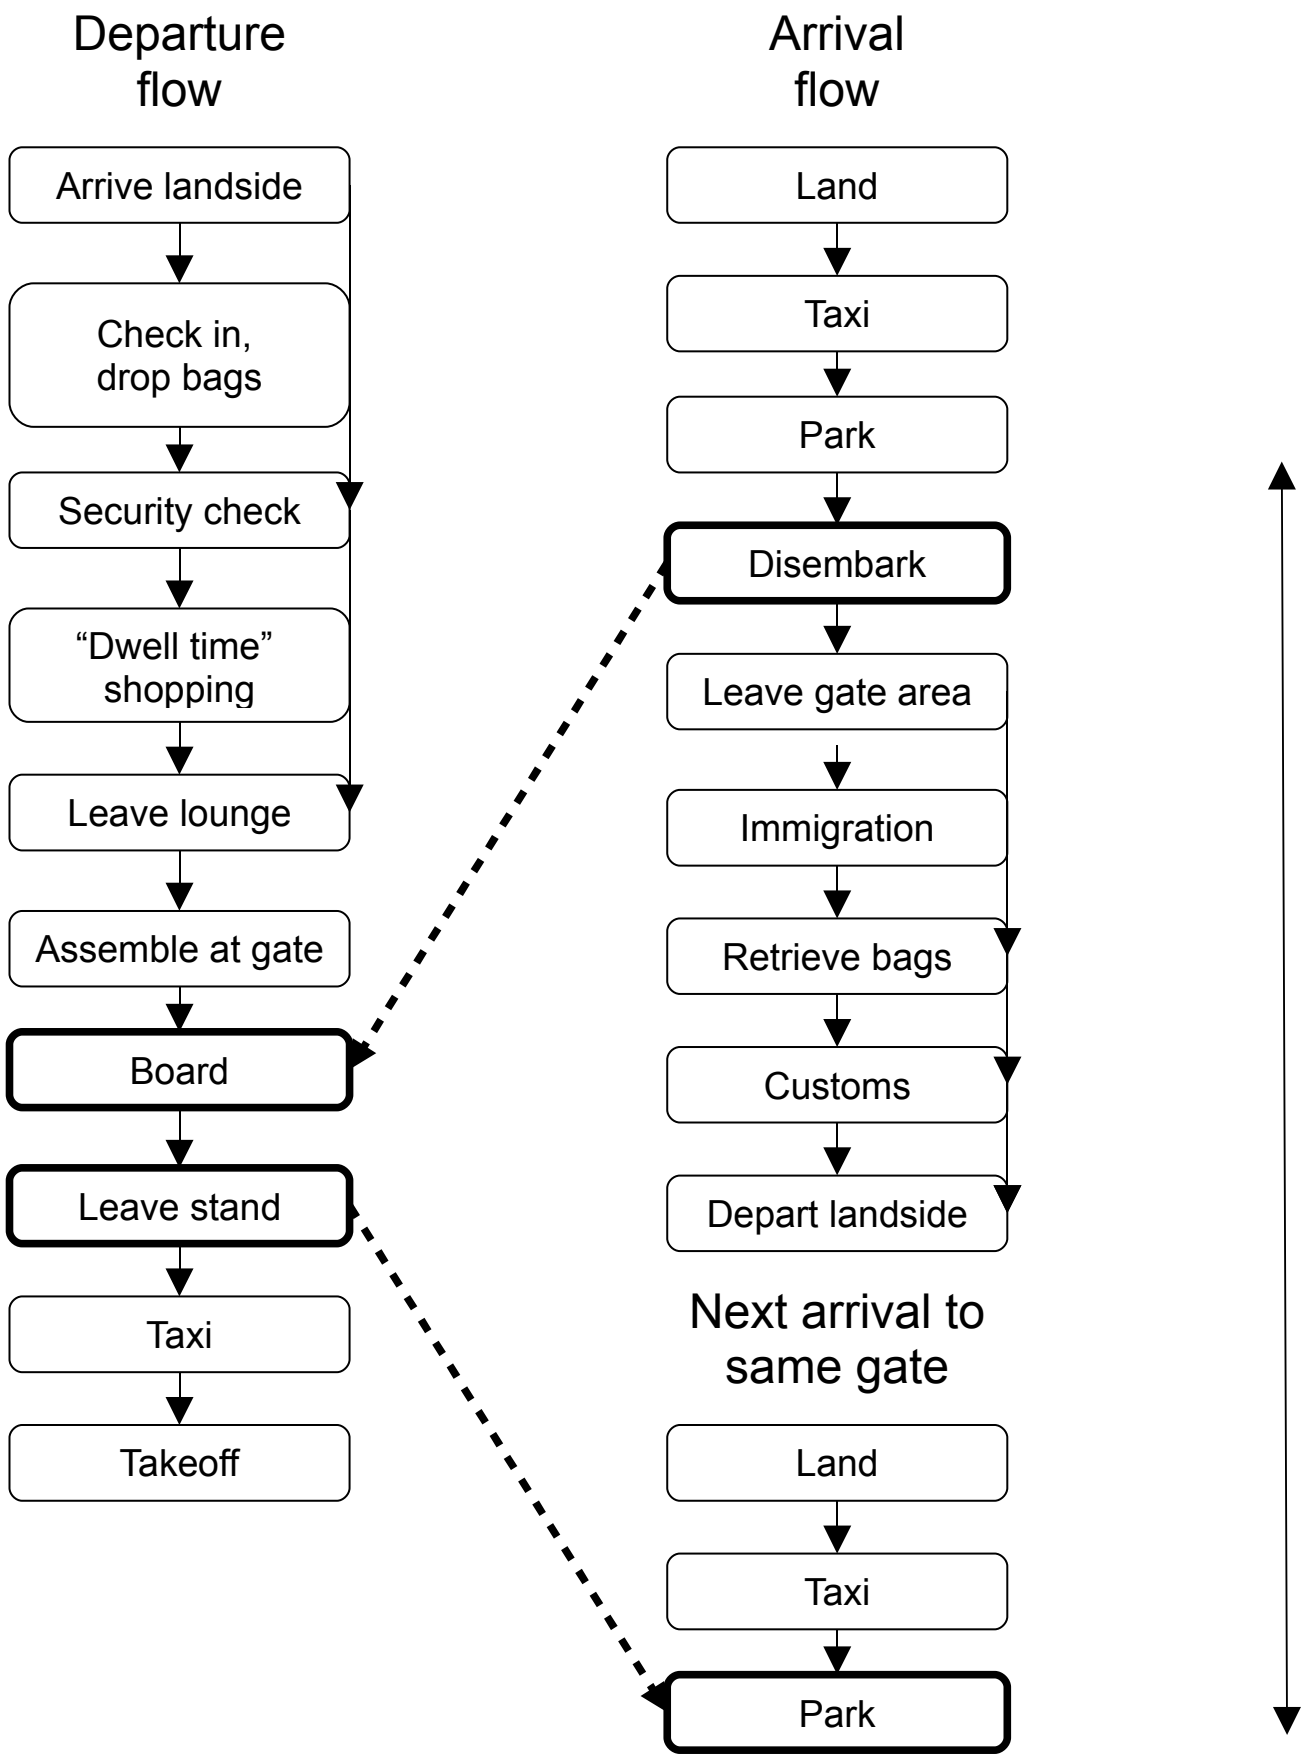 Departure
flow
Arrive landside
Check in,
drop bags
Security check
“Dwell time”
shopping
Leave lounge
Assemble at gate
Board
Leave stand
Taxi
Takeoff
Arrival
flow
Land
Taxi
Park
Disembark
Leave gate area
Immigration
Retrieve bags
Customs
Depart landside
Next arrival to
same gate
Land
Taxi
Park